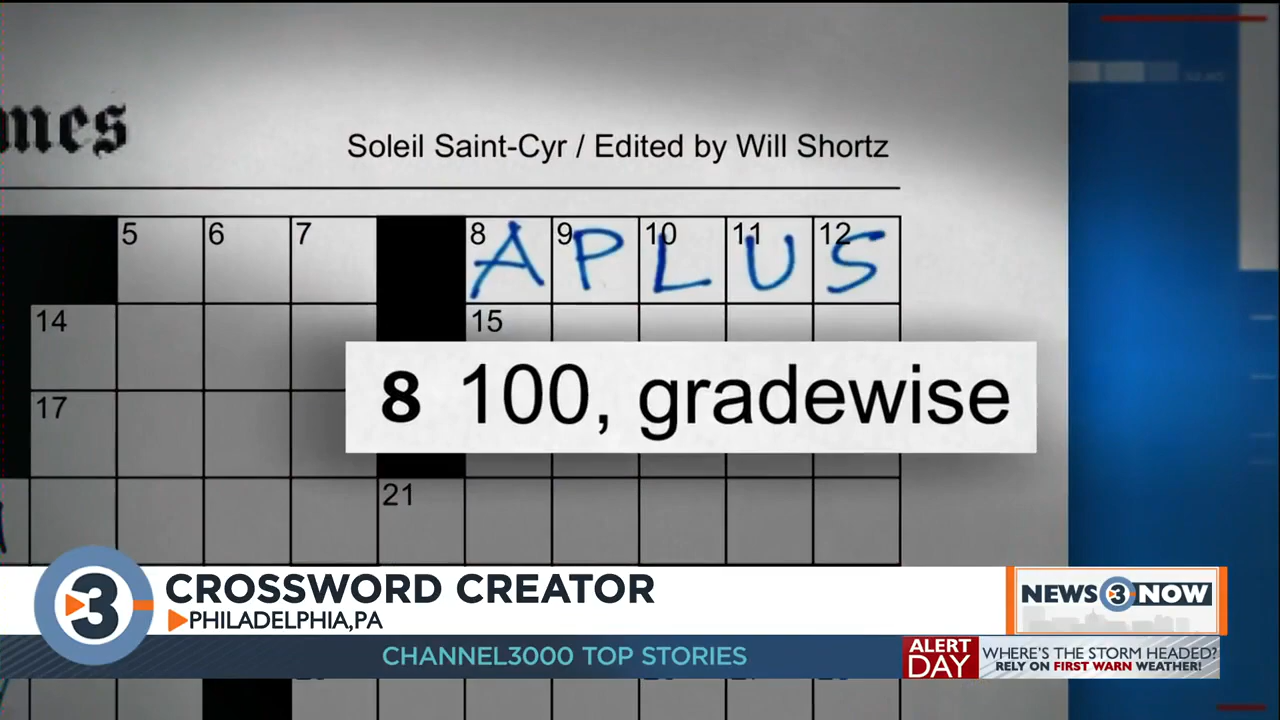 mes
Soleil Saint-Cyr / Edited by Will Shortz
5 6 7 8 9 10 11 12
A P L U S
14 15
8 100, gradewise
17
21
3 CROSSWORD CREATOR
PHILADELPHIA,PA
NEWS 3 NOW
CHANNEL3000 TOP STORIES
ALERT
DAY
WHERE'S THE STORM HEADED?
RELY ON FIRST WARN WEATHER!